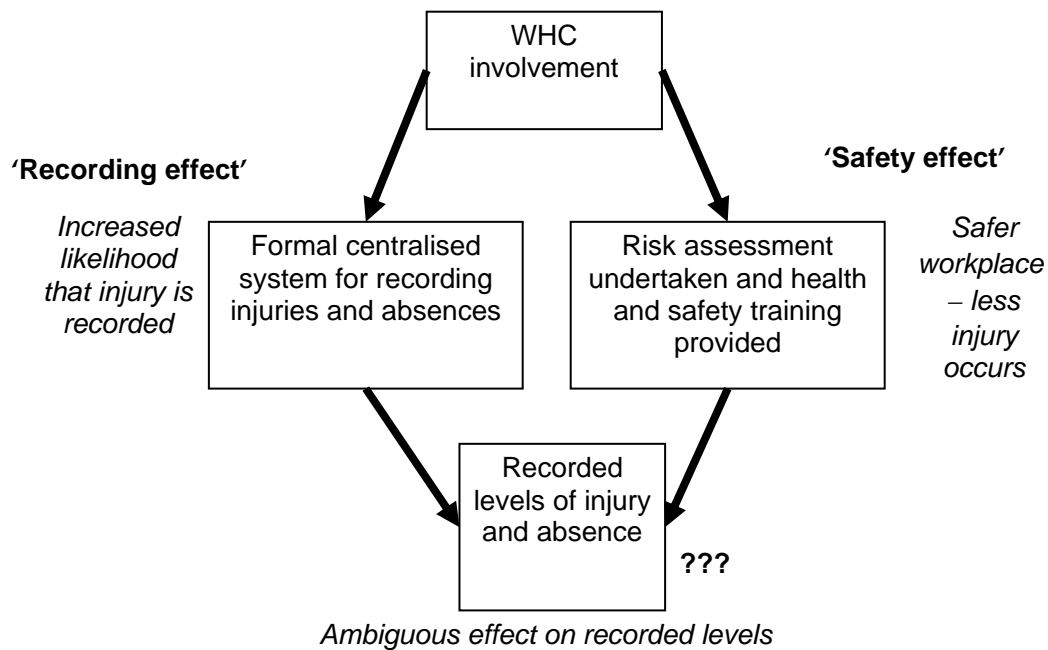 WHC
involvement
'Recording effect'
'Safety effect'
Increased
likelihood
that injury is
recorded
Formal centralised
system for recording
injuries and absences
Risk assessment
undertaken and health
and safety training
provided
Safer
workplace
– less
injury
occurs
Recorded
levels of injury
and absence
???
Ambiguous effect on recorded levels